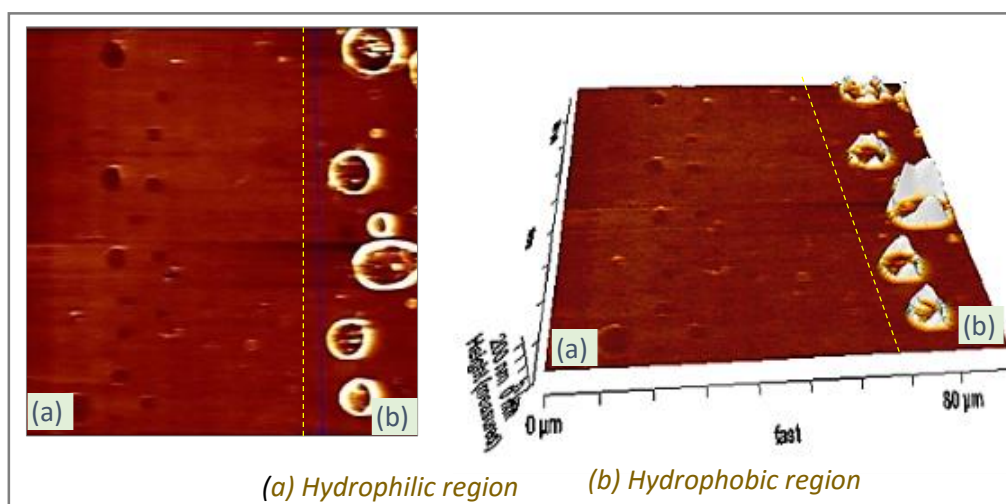 (a)
(b)
(a)
(b)
200 nm
Height (measured)
0 µm
fast
80 µm
(a) Hydrophilic region
(b) Hydrophobic region